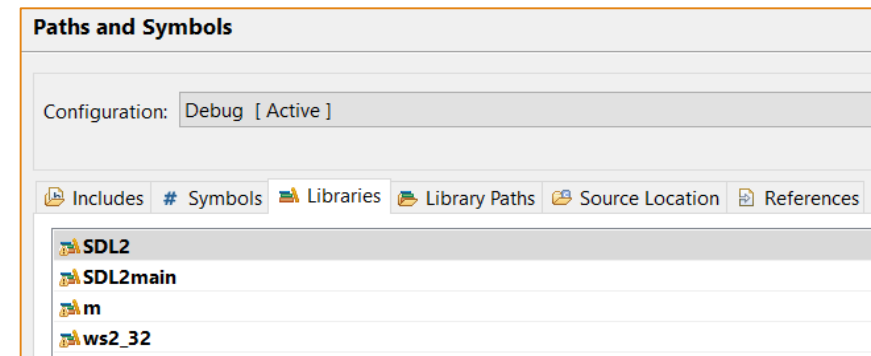 Paths and Symbols
Configuration: Debug [ Active ]
Includes # Symbols Libraries Library Paths Source Location References
SDL2
SDL2main
m
ws2_32